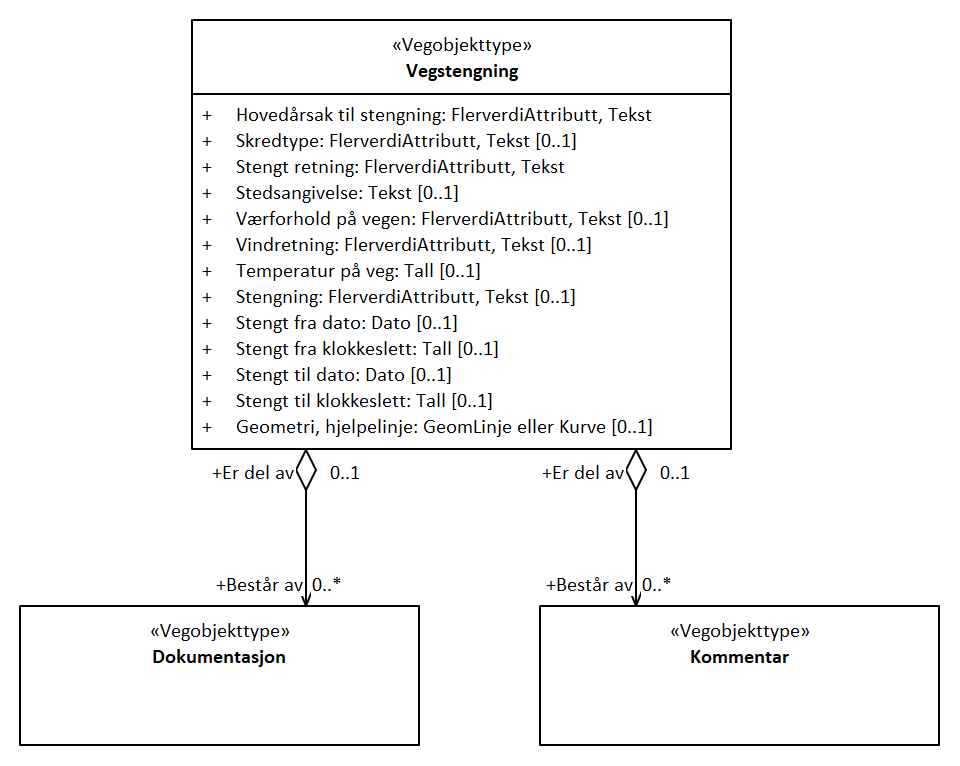 «Vegobjekttype»
Vegstengning
+ Hovedårsak til stengning: FlerverdiAttributt, Tekst
+ Skredtype: FlerverdiAttributt, Tekst [0..1]
+ Stengt retning: FlerverdiAttributt, Tekst
+ Stedsangivelse: Tekst [0..1]
+ Værforhold på vegen: FlerverdiAttributt, Tekst [0..1]
+ Vindretning: FlerverdiAttributt, Tekst [0..1]
+ Temperatur på veg: Tall [0..1]
+ Stengning: FlerverdiAttributt, Tekst [0..1]
+ Stengt fra dato: Dato [0..1]
+ Stengt fra klokkeslett: Tall [0..1]
+ Stengt til dato: Dato [0..1]
+ Stengt til klokkeslett: Tall [0..1]
+ Geometri, hjelpelinje: GeomLinje eller Kurve [0..1]
+Er del av 0..1 +Er del av 0..1
+Består av 0..* +Består av 0..*
«Vegobjekttype» «Vegobjekttype»
Dokumentasjon Kommentar